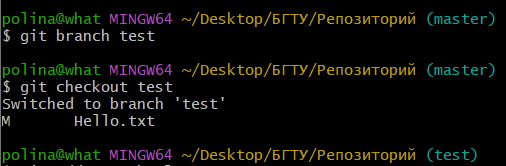 polina@what MINGW64 ~/Desktop/БГТУ/Репозиторий (master)
$ git branch test
polina@what MINGW64 ~/Desktop/БГТУ/Репозиторий (master)
$ git checkout test
Switched to branch 'test'
M       Hello.txt
polina@what MINGW64 ~/Desktop/БГТУ/Репозиторий (test)